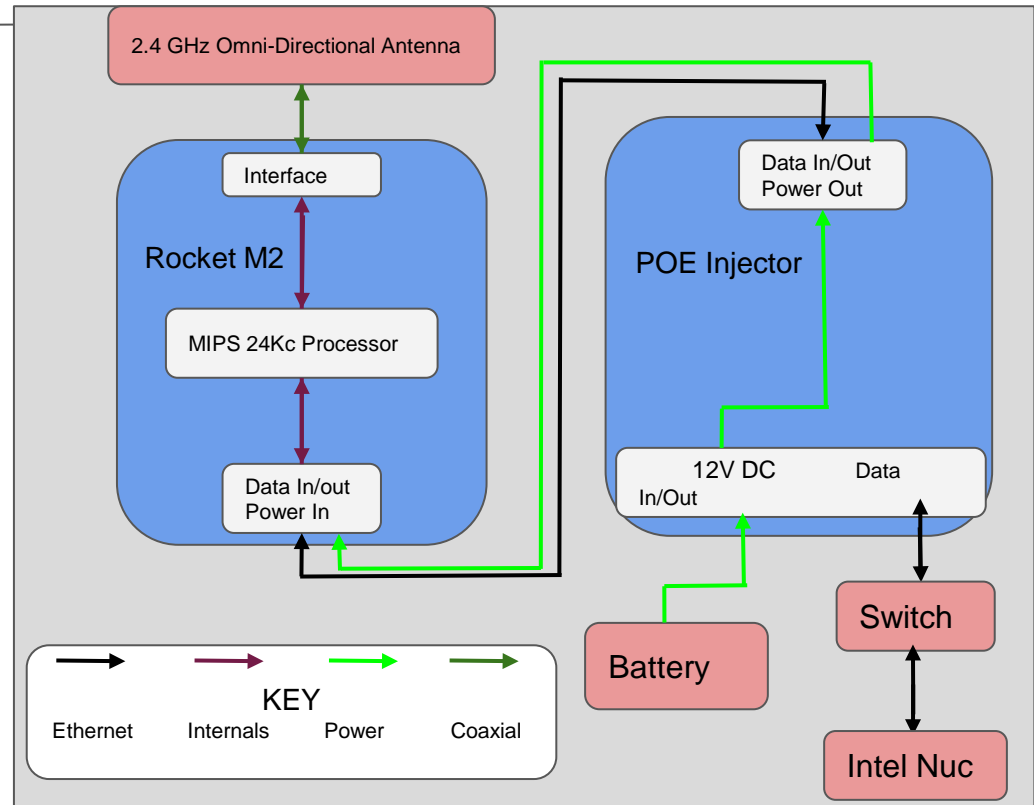 2.4 GHz Omni-Directional Antenna
Interface
Rocket M2
MIPS 24Kc Processor
Data In/out
Power In
Data In/Out
Power Out
POE Injector
12V DC Data
In/Out
Switch
Battery
Intel Nuc
KEY
Ethernet Internals Power Coaxial